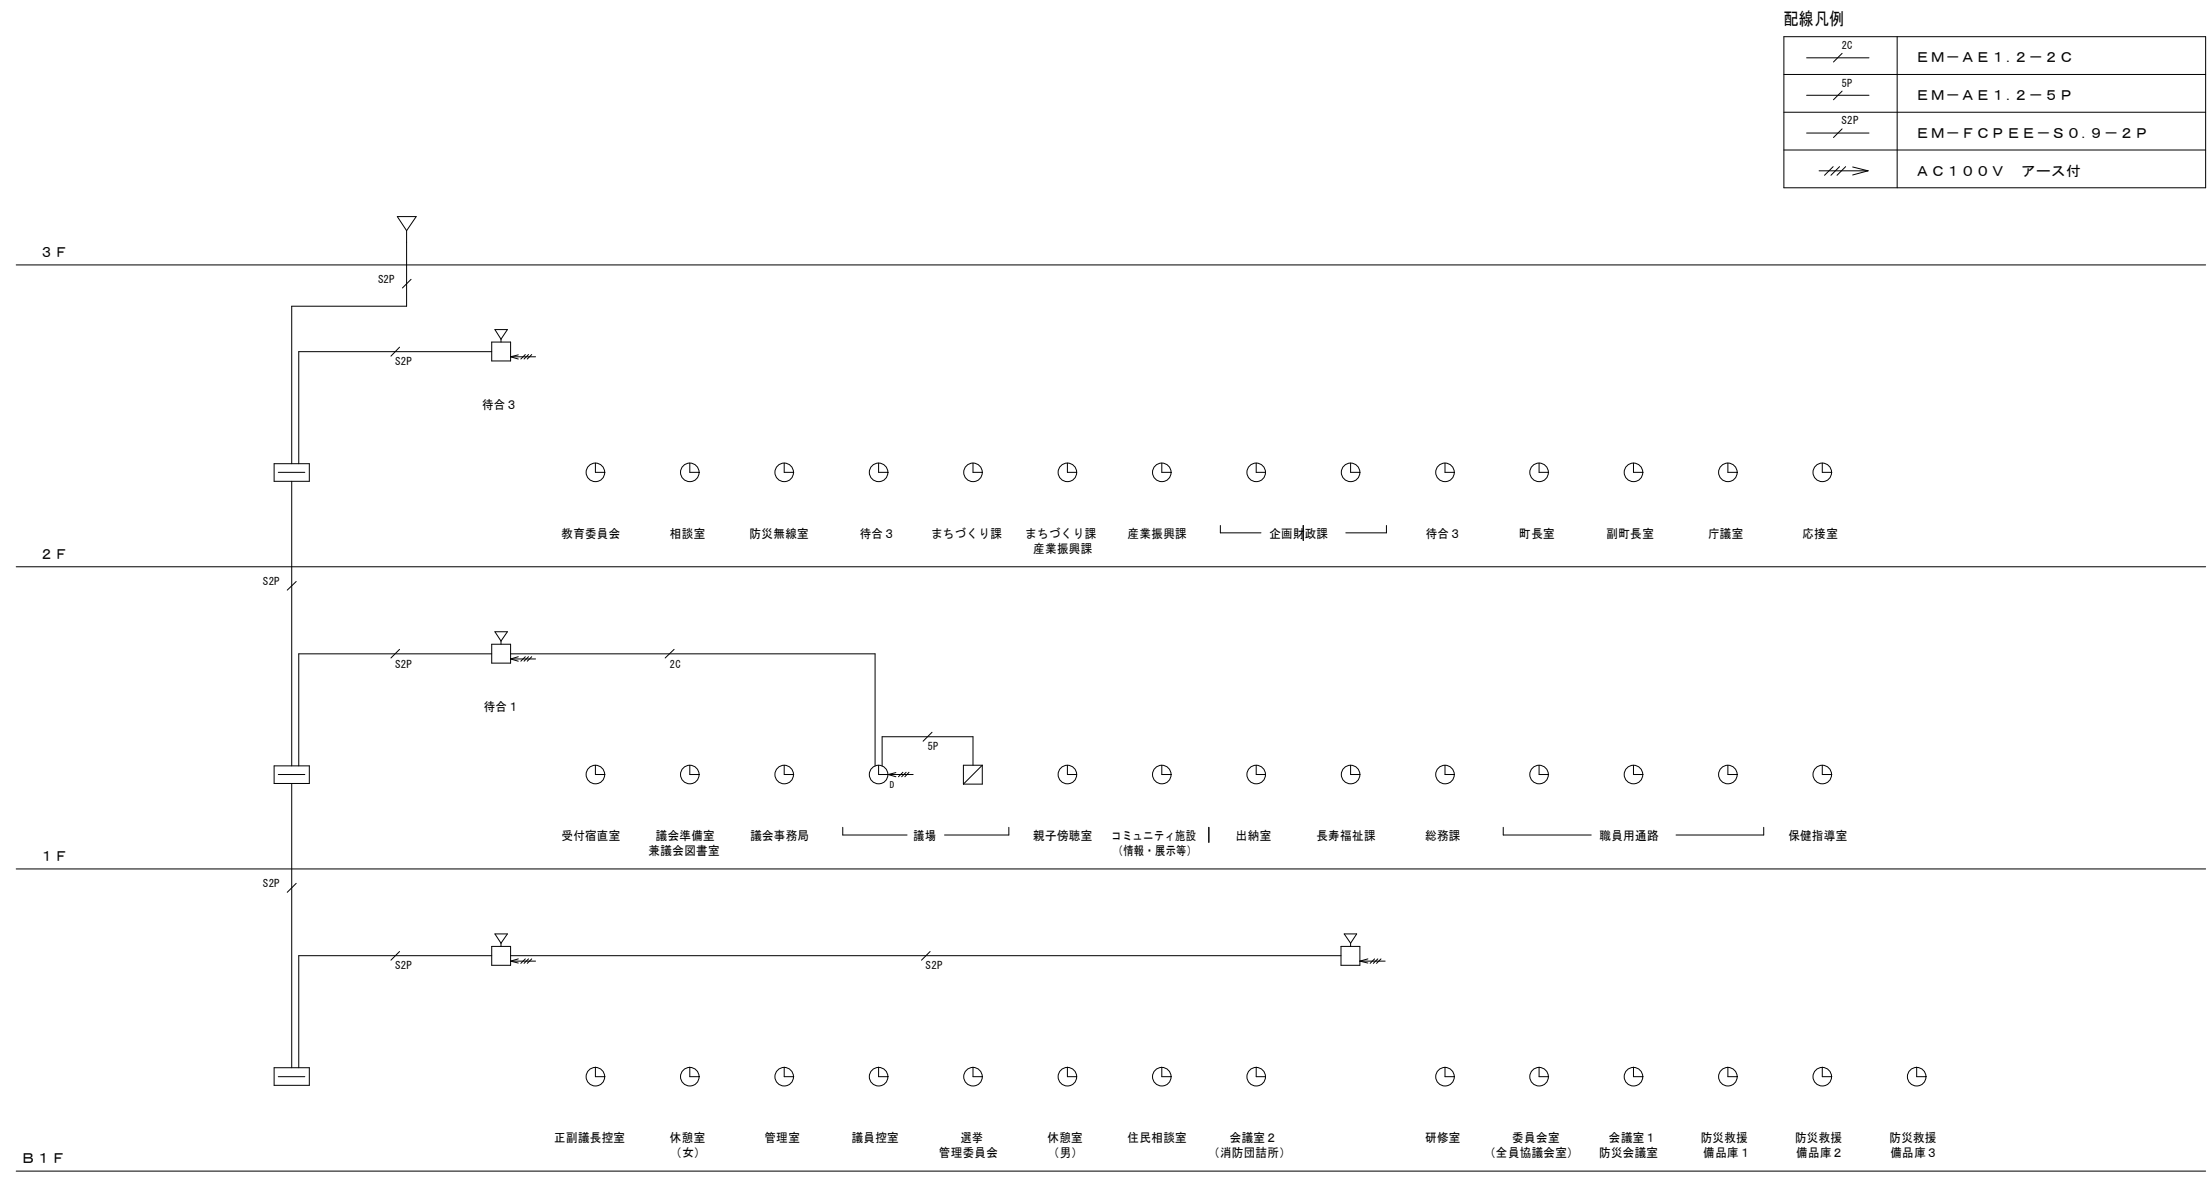 配線凡例
2C
EM－AE1.2－2C
5P
EM－AE1.2－5P
S2P
EM－FCPEE－S0.9－2P
AC100V　アース付
3F
S2P
S2P
待合3
教育委員会
相談室
防災無線室
待合3
まちづくり課
まちづくり課
産業振興課
産業振興課
企画財政課
待合3
町長室
副町長室
庁議室
応接室
2F
S2P
S2P
2C
待合1
5P
D
受付宿直室
議会準備室
兼議会図書室
議会事務局
議場
親子傍聴室
コミュニティ施設
（情報・展示等）
出納室
長寿福祉課
総務課
職員用通路
保健指導室
1F
S2P
S2P
S2P
正副議長控室
休憩室
（女）
管理室
議員控室
選挙
管理委員会
休憩室
（男）
住民相談室
会議室2
（消防団詰所）
研修室
委員会室
（全員協議会室）
会議室1
防災会議室
防災救援
備品庫1
防災救援
備品庫2
防災救援
備品庫3
B1F